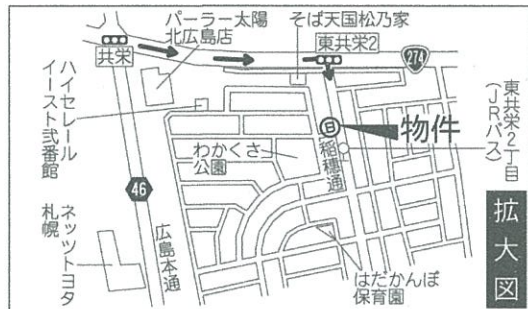 パーラー太陽
北広島店
そば天国松乃家
共栄
東共栄2
274
ハイセレール
イースト弐番館
東共栄2丁目
(JRバス)
B
物件
わかくさ
公園
稲穂通
46
広島本通
ネッツトヨタ
札幌
はだかんぼ
保育園
拡大図